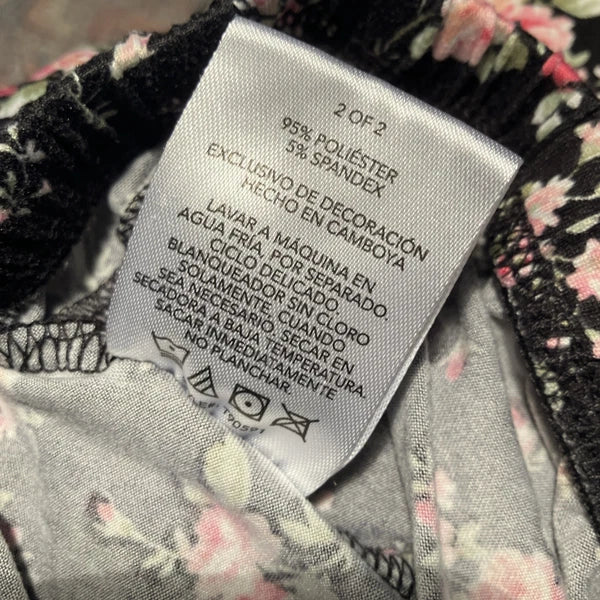 2 OF 2
95% POLIÉSTER
5% SPANDEX
EXCLUSIVO DE DECORACIÓN
HECHO EN CAMBOYA
LAVAR A MÁQUINA EN
AGUA FRÍA, POR SEPARADO.
CICLO DELICADO.
BLANQUEADOR SIN CLORO
SOLAMENTE, CUANDO
SEA NECESARIO. SECAR EN
SECADORA A BAJA TEMPERATURA.
SACAR INMEDIATAMENTE
NO PLANCHAR.